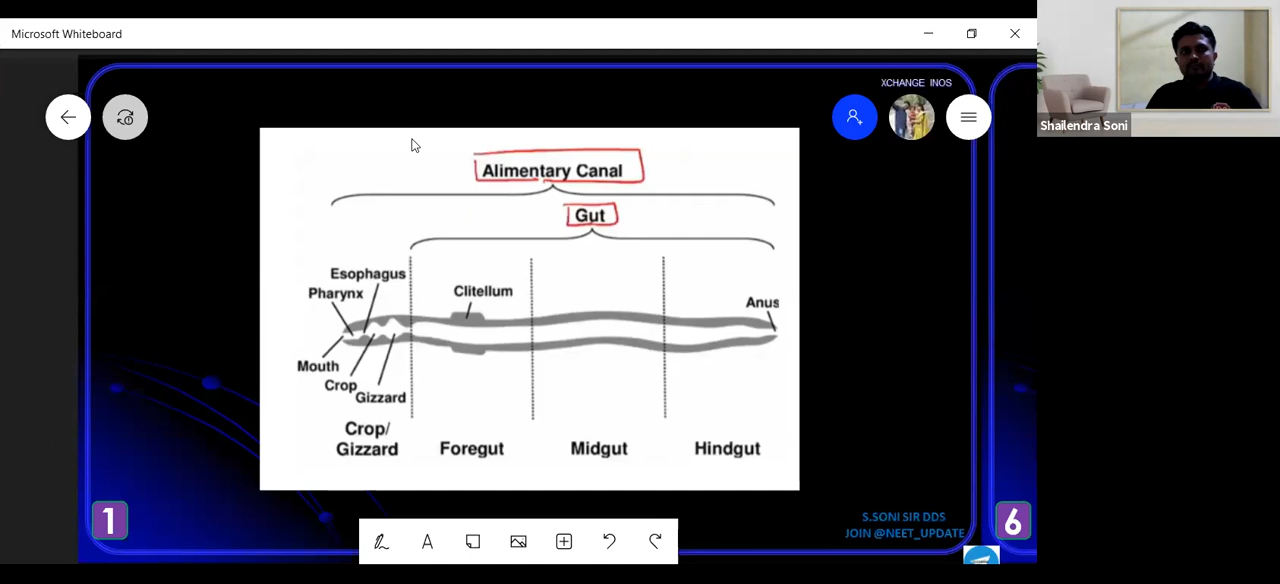 Microsoft Whiteboard
XCHANGE INOS
Shailendra Soni
Alimentary Canal
Gut
Esophagus
Pharynx
Clitellum
Anus
Mouth
Crop
Gizzard
Crop/
Gizzard
Foregut
Midgut
Hindgut
1
S.SONI SIR DDS
JOIN @NEET_UPDATE
6
A